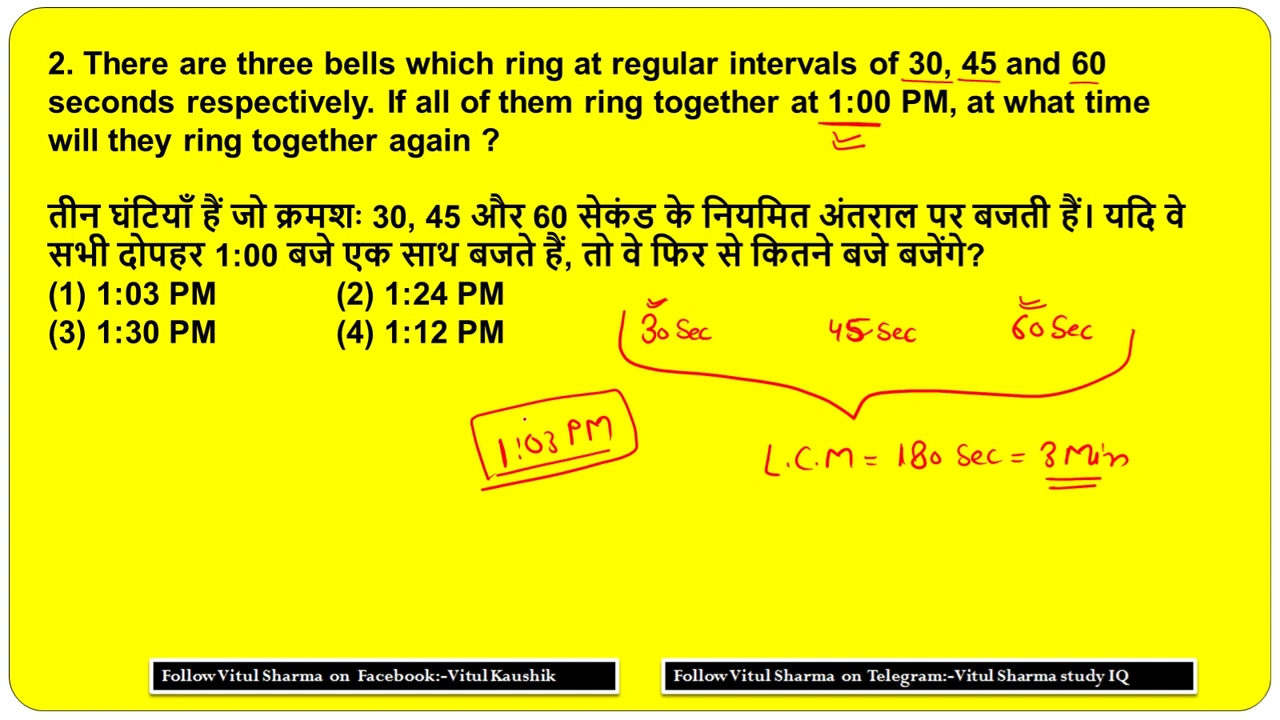 2. There are three bells which ring at regular intervals of 30, 45 and 60
seconds respectively. If all of them ring together at 1:00 PM, at what time
will they ring together again ?
तीन घंटियाँ हैं जो क्रमशः 30, 45 और 60 सेकंड के नियमित अंतराल पर बजती हैं। यदि वे
सभी दोपहर 1:00 बजे एक साथ बजते हैं, तो वे फिर से कितने बजे बजेंगे?
(1) 1:03 PM (2) 1:24 PM
(3) 1:30 PM (4) 1:12 PM
30 Sec 45 Sec 60 Sec
1:03 PM
L.C.M = 180 Sec = 3 Min
Follow Vitul Sharma on Facebook:-Vitul Kaushik
Follow Vitul Sharma on Telegram:-Vitul Sharma study IQ